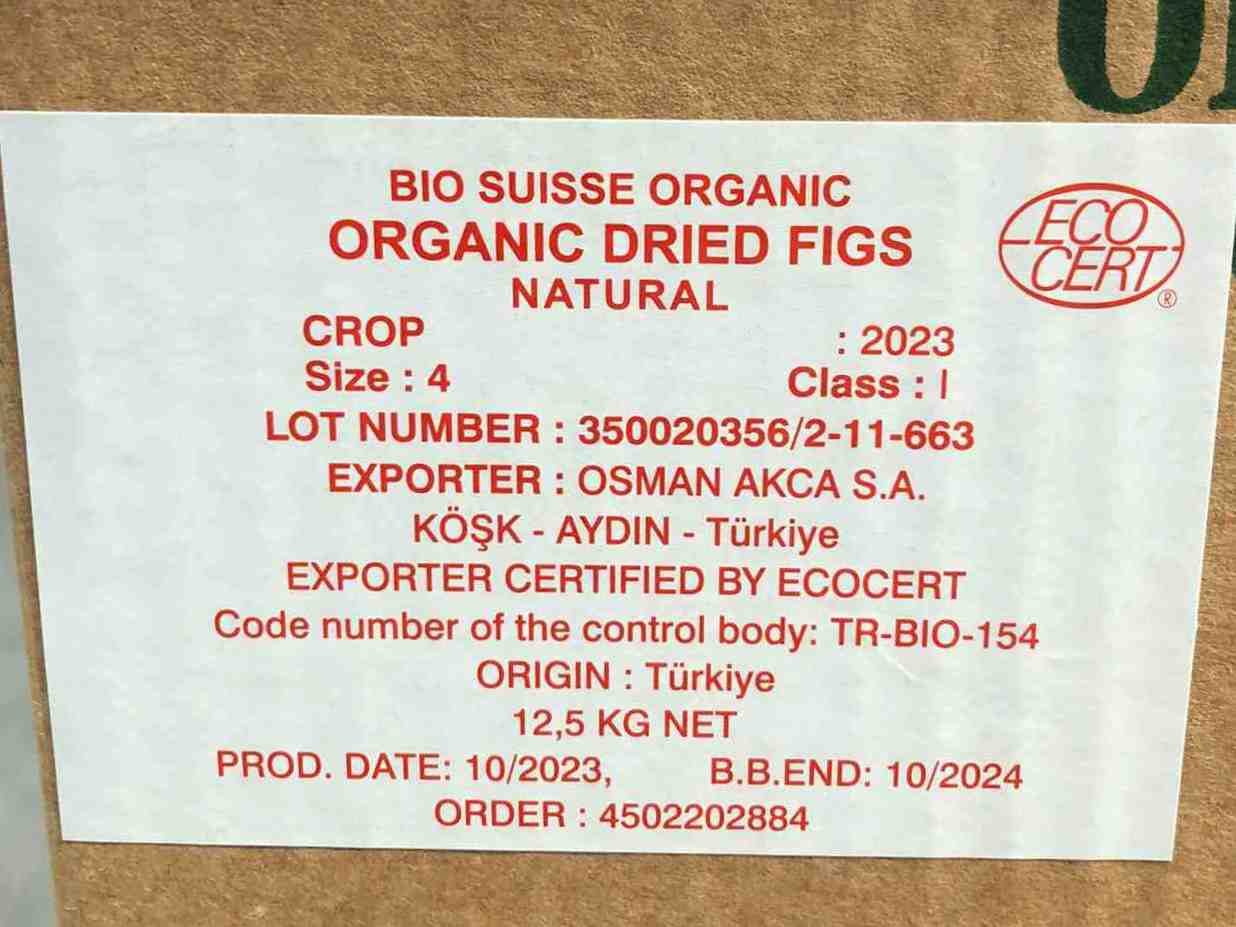 BIO SUISSE ORGANIC
ORGANIC DRIED FIGS
NATURAL
ECO
CERT
®
CROP : 2023
Size : 4 Class : I
LOT NUMBER : 350020356/2-11-663
EXPORTER : OSMAN AKCA S.A.
KÖŞK - AYDIN - Türkiye
EXPORTER CERTIFIED BY ECOCERT
Code number of the control body: TR-BIO-154
ORIGIN : Türkiye
12,5 KG NET
PROD. DATE: 10/2023, B.B.END: 10/2024
ORDER : 4502202884